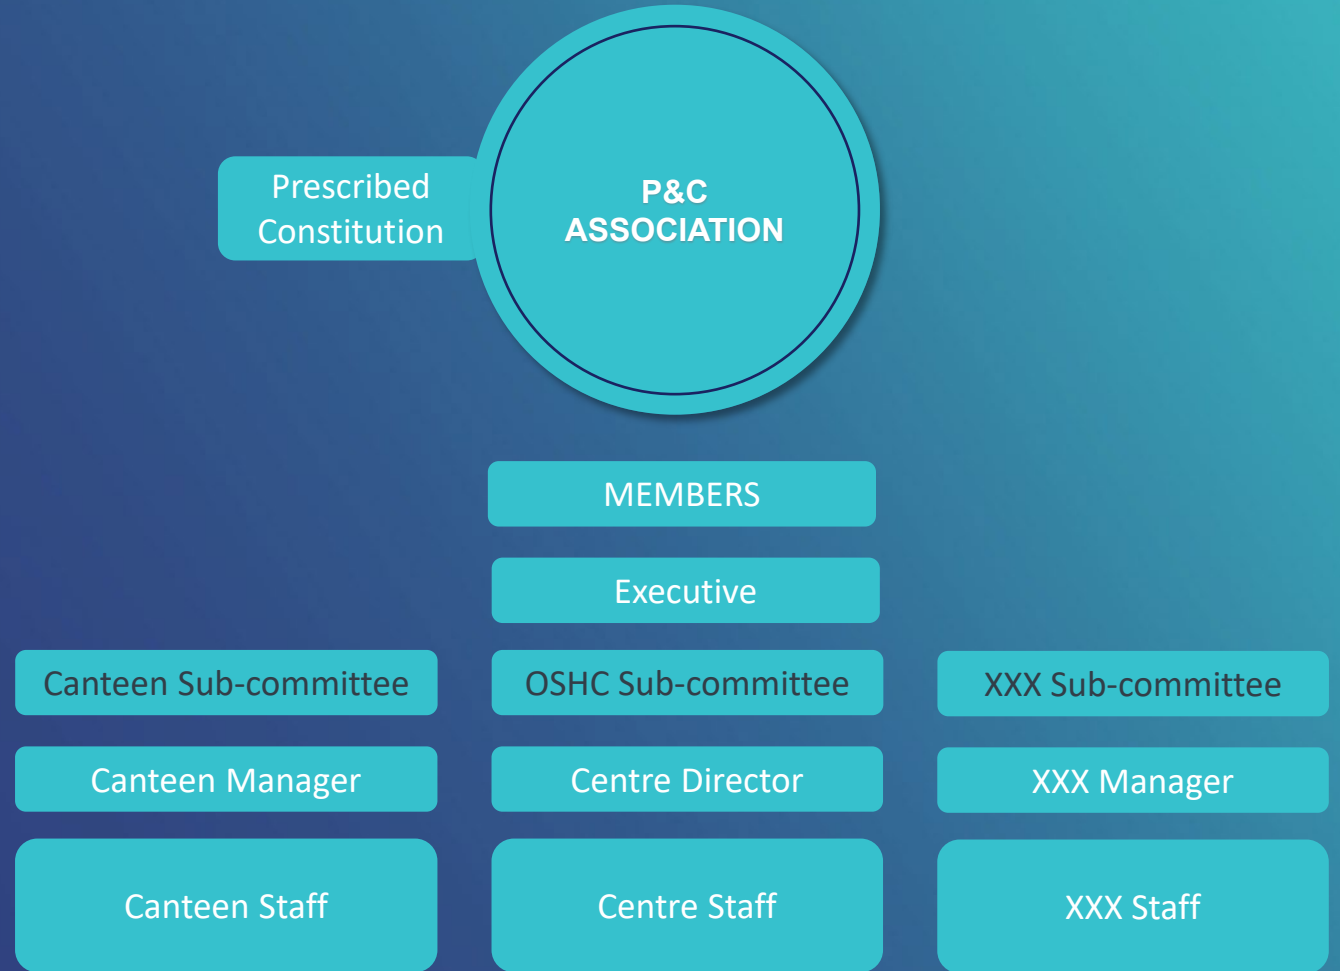 Prescribed
Constitution
P&C
ASSOCIATION
MEMBERS
Executive
Canteen Sub-committee
OSHC Sub-committee
XXX Sub-committee
Canteen Manager
Centre Director
XXX Manager
Canteen Staff
Centre Staff
XXX Staff